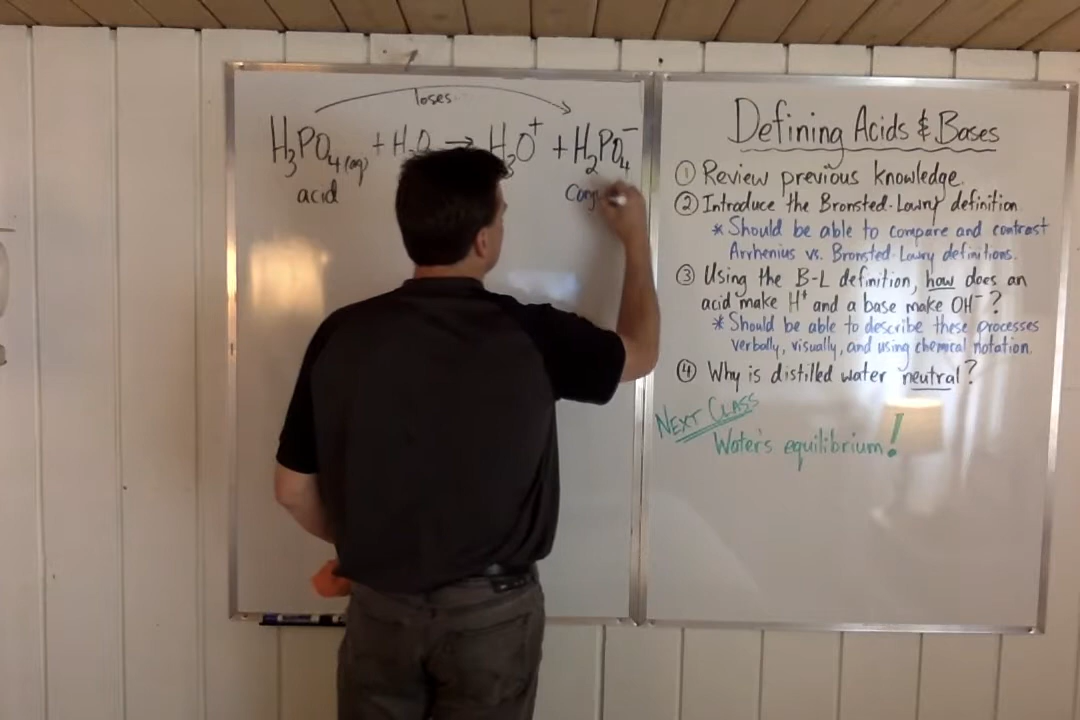 loses
H₃PO₄(aq) + H₂O → H₃O⁺ + H₂PO₄⁻
acid
Defining Acids & Bases
① Review previous knowledge.
② Introduce the Bronsted-Lowry definition
* Should be able to compare and contrast
Arrhenius vs. Bronsted-Lowry definitions.
③ Using the B-L definition, how does an
acid make H⁺ and a base make OH⁻?
* Should be able to describe these processes
verbally, visually, and using chemical notation.
④ Why is distilled water neutral?
NEXT CLASS
Water's equilibrium!